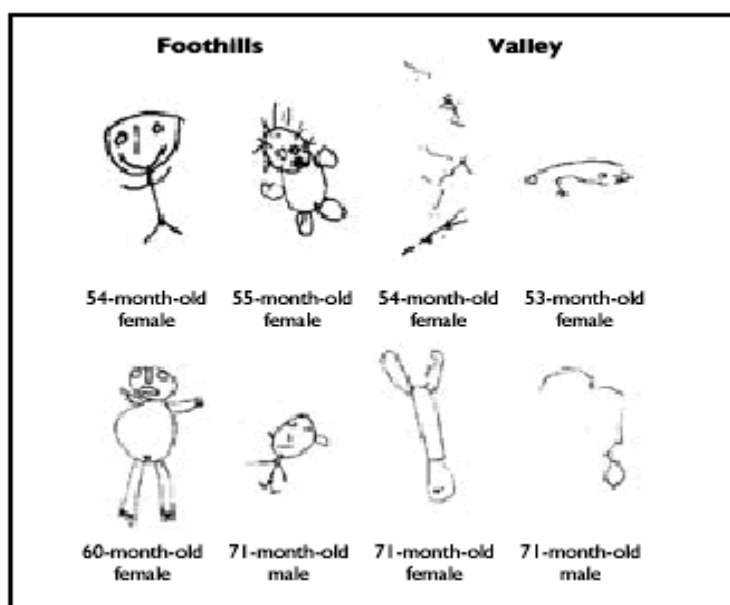 Foothills Valley
54-month-old 55-month-old 54-month-old 53-month-old
female female female female
60-month-old 71-month-old 71-month-old 71-month-old
female male female male